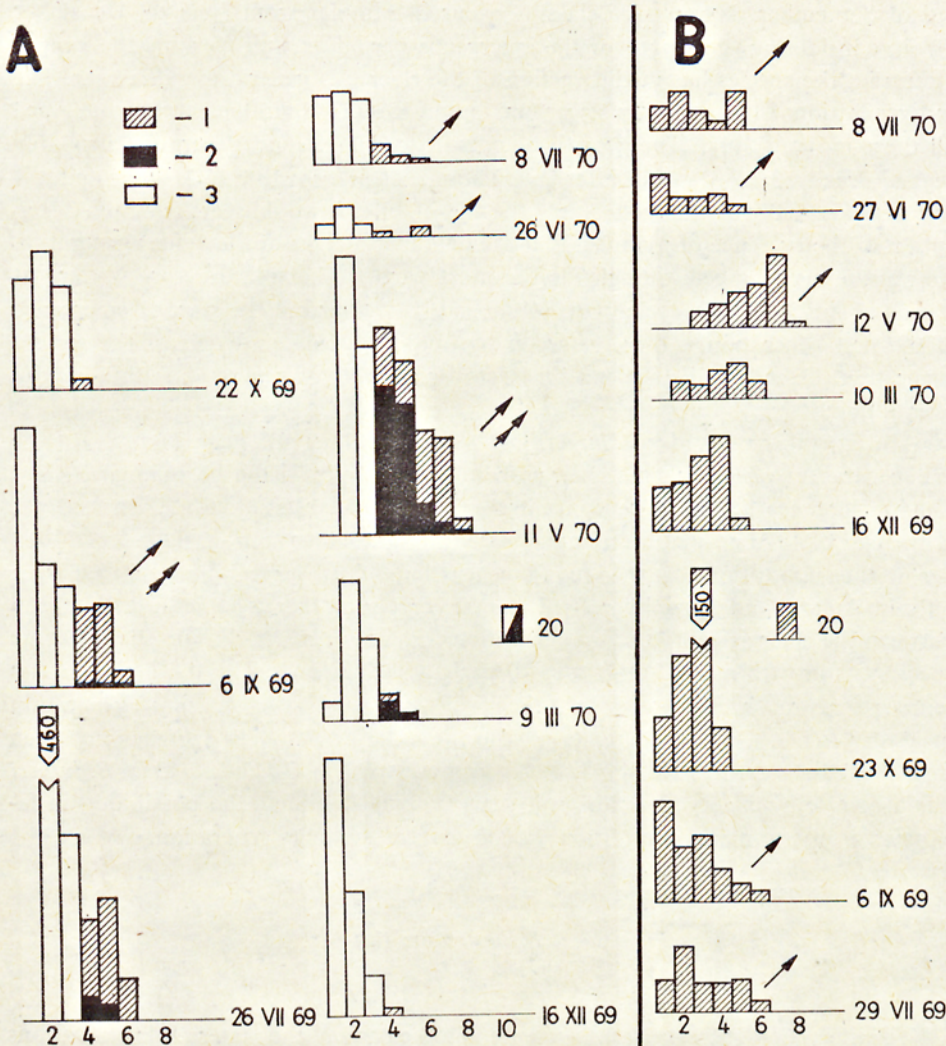 A
– 1
– 2
– 3
22 X 69
6 IX 69
460
26 VII 69
2 4 6 8
8 VII 70
26 VI 70
11 V 70
20
9 III 70
16 XII 69
2 4 6 8 10
B
8 VII 70
27 VI 70
12 V 70
10 III 70
16 XII 69
150
20
23 X 69
6 IX 69
29 VII 69
2 4 6 8